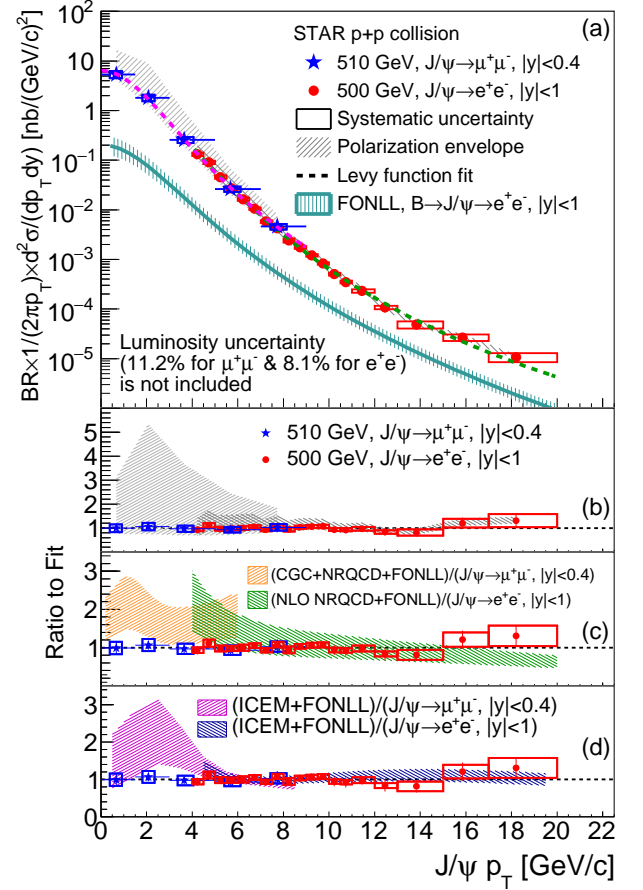 (a)
STAR p+p collision
510 GeV, J/ψ→μ⁺μ⁻, |y|<0.4
500 GeV, J/ψ→e⁺e⁻, |y|<1
Systematic uncertainty
Polarization envelope
Levy function fit
FONLL, B→J/ψ→e⁺e⁻, |y|<1
BR×1/(2πp_T)×d²σ/(dp_Tdy) [nb/(GeV/c)²]
10²
10
1
10⁻¹
10⁻²
10⁻³
10⁻⁴
10⁻⁵
Luminosity uncertainty
(11.2% for μ⁺μ⁻ & 8.1% for e⁺e⁻)
is not included
510 GeV, J/ψ→μ⁺μ⁻, |y|<0.4
500 GeV, J/ψ→e⁺e⁻, |y|<1
5
4
3
2
1
(b)
Ratio to Fit
(CGC+NRQCD+FONLL)/(J/ψ→μ⁺μ⁻, |y|<0.4)
(NLO NRQCD+FONLL)/(J/ψ→e⁺e⁻, |y|<1)
3
2
1
(c)
(ICEM+FONLL)/(J/ψ→μ⁺μ⁻, |y|<0.4)
(ICEM+FONLL)/(J/ψ→e⁺e⁻, |y|<1)
(d)
3
2
1
0
0 2 4 6 8 10 12 14 16 18 20 22
J/ψ p_T [GeV/c]